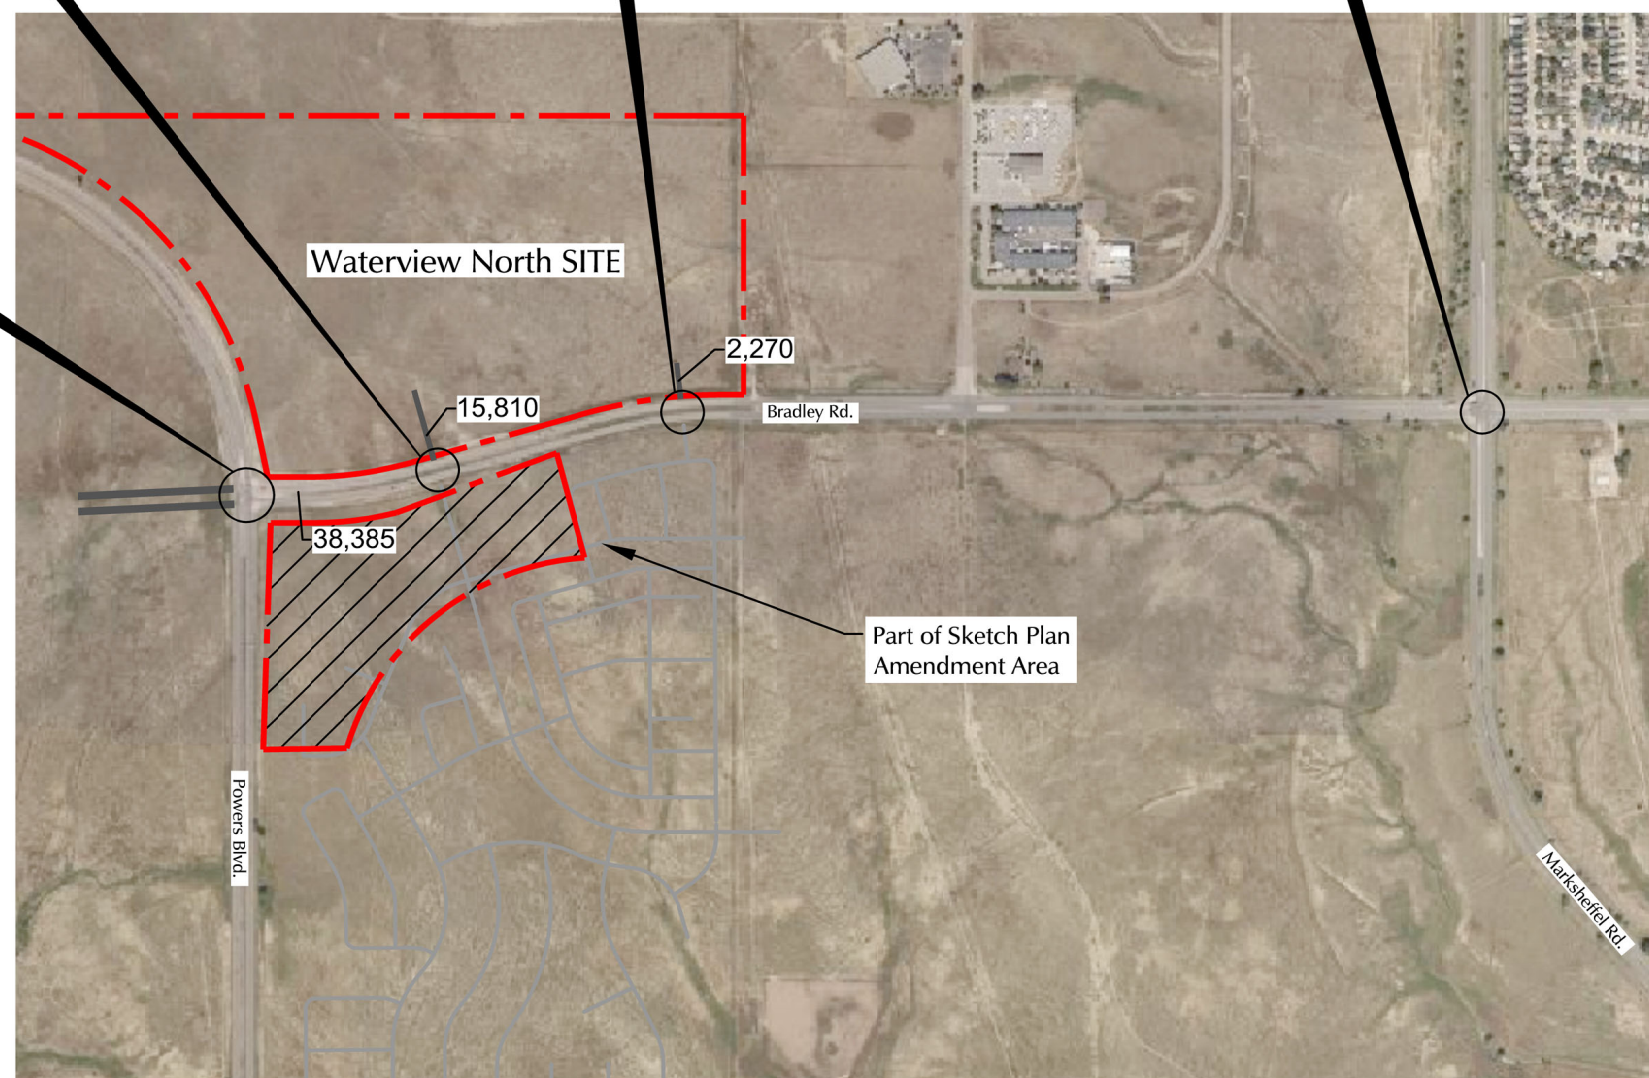 Waterview North SITE
2,270
15,810
Bradley Rd.
38,385
Part of Sketch Plan
Amendment Area
Powers Blvd.
Marksheffel Rd.